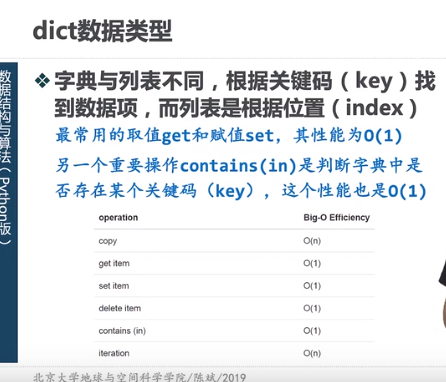 dict数据类型
数据结构与算法（Python版）
❖字典与列表不同，根据关键码（key）找
到数据项，而列表是根据位置（index）
最常用的取值get和赋值set，其性能为O(1)
另一个重要操作contains(in)是判断字典中是
否存在某个关键码（key），这个性能也是O(1)
operation Big-O Efficiency
copy O(n)
get item O(1)
set item O(1)
delete item O(1)
contains (in) O(1)
iteration O(n)
北京大学地球与空间科学学院/陈斌/2019